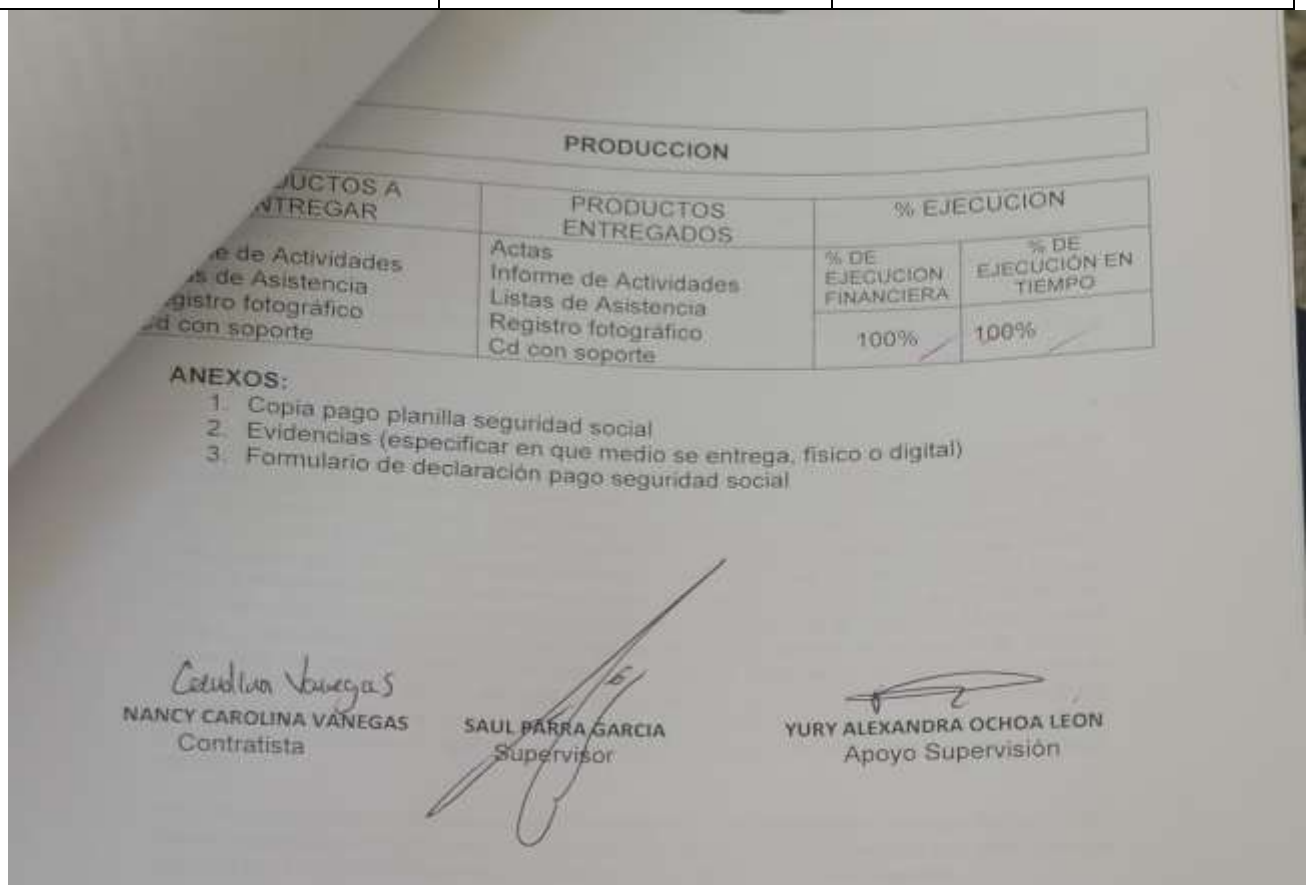 PRODUCCION
UCTOS A
NTREGAR
PRODUCTOS
ENTREGADOS
% EJECUCION
e de Actividades
s de Asistencia
gistro fotográfico
d con soporte
Actas
Informe de Actividades
Listas de Asistencia
Registro fotográfico
Cd con soporte
% DE
EJECUCION
FINANCIERA
% DE
EJECUCIÓN EN
TIEMPO
100%
100%
ANEXOS:
1. Copia pago planilla seguridad social
2. Evidencias (especificar en que medio se entrega, físico o digital)
3. Formulario de declaración pago seguridad social
Vanegas
NANCY CAROLINA VANEGAS
Contratista
SAUL PARRA GARCIA
Supervisor
YURY ALEXANDRA OCHOA LEON
Apoyo Supervisión